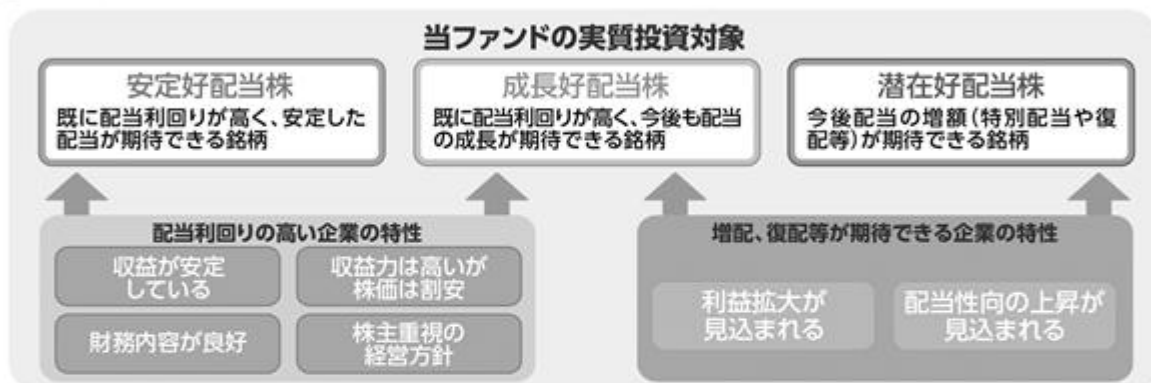 当ファンドの実質投資対象
安定好配当株
既に配当利回りが高く、安定した
配当が期待できる銘柄
成長好配当株
既に配当利回りが高く、今後も配当
の成長が期待できる銘柄
潜在好配当株
今後配当の増額(特別配当や復
配等)が期待できる銘柄
配当利回りの高い企業の特性
収益が安定
している
収益力は高いが
株価は割安
財務内容が良好
株主重視の
経営方針
増配、復配等が期待できる企業の特性
利益拡大が
見込まれる
配当性向の上昇が
見込まれる